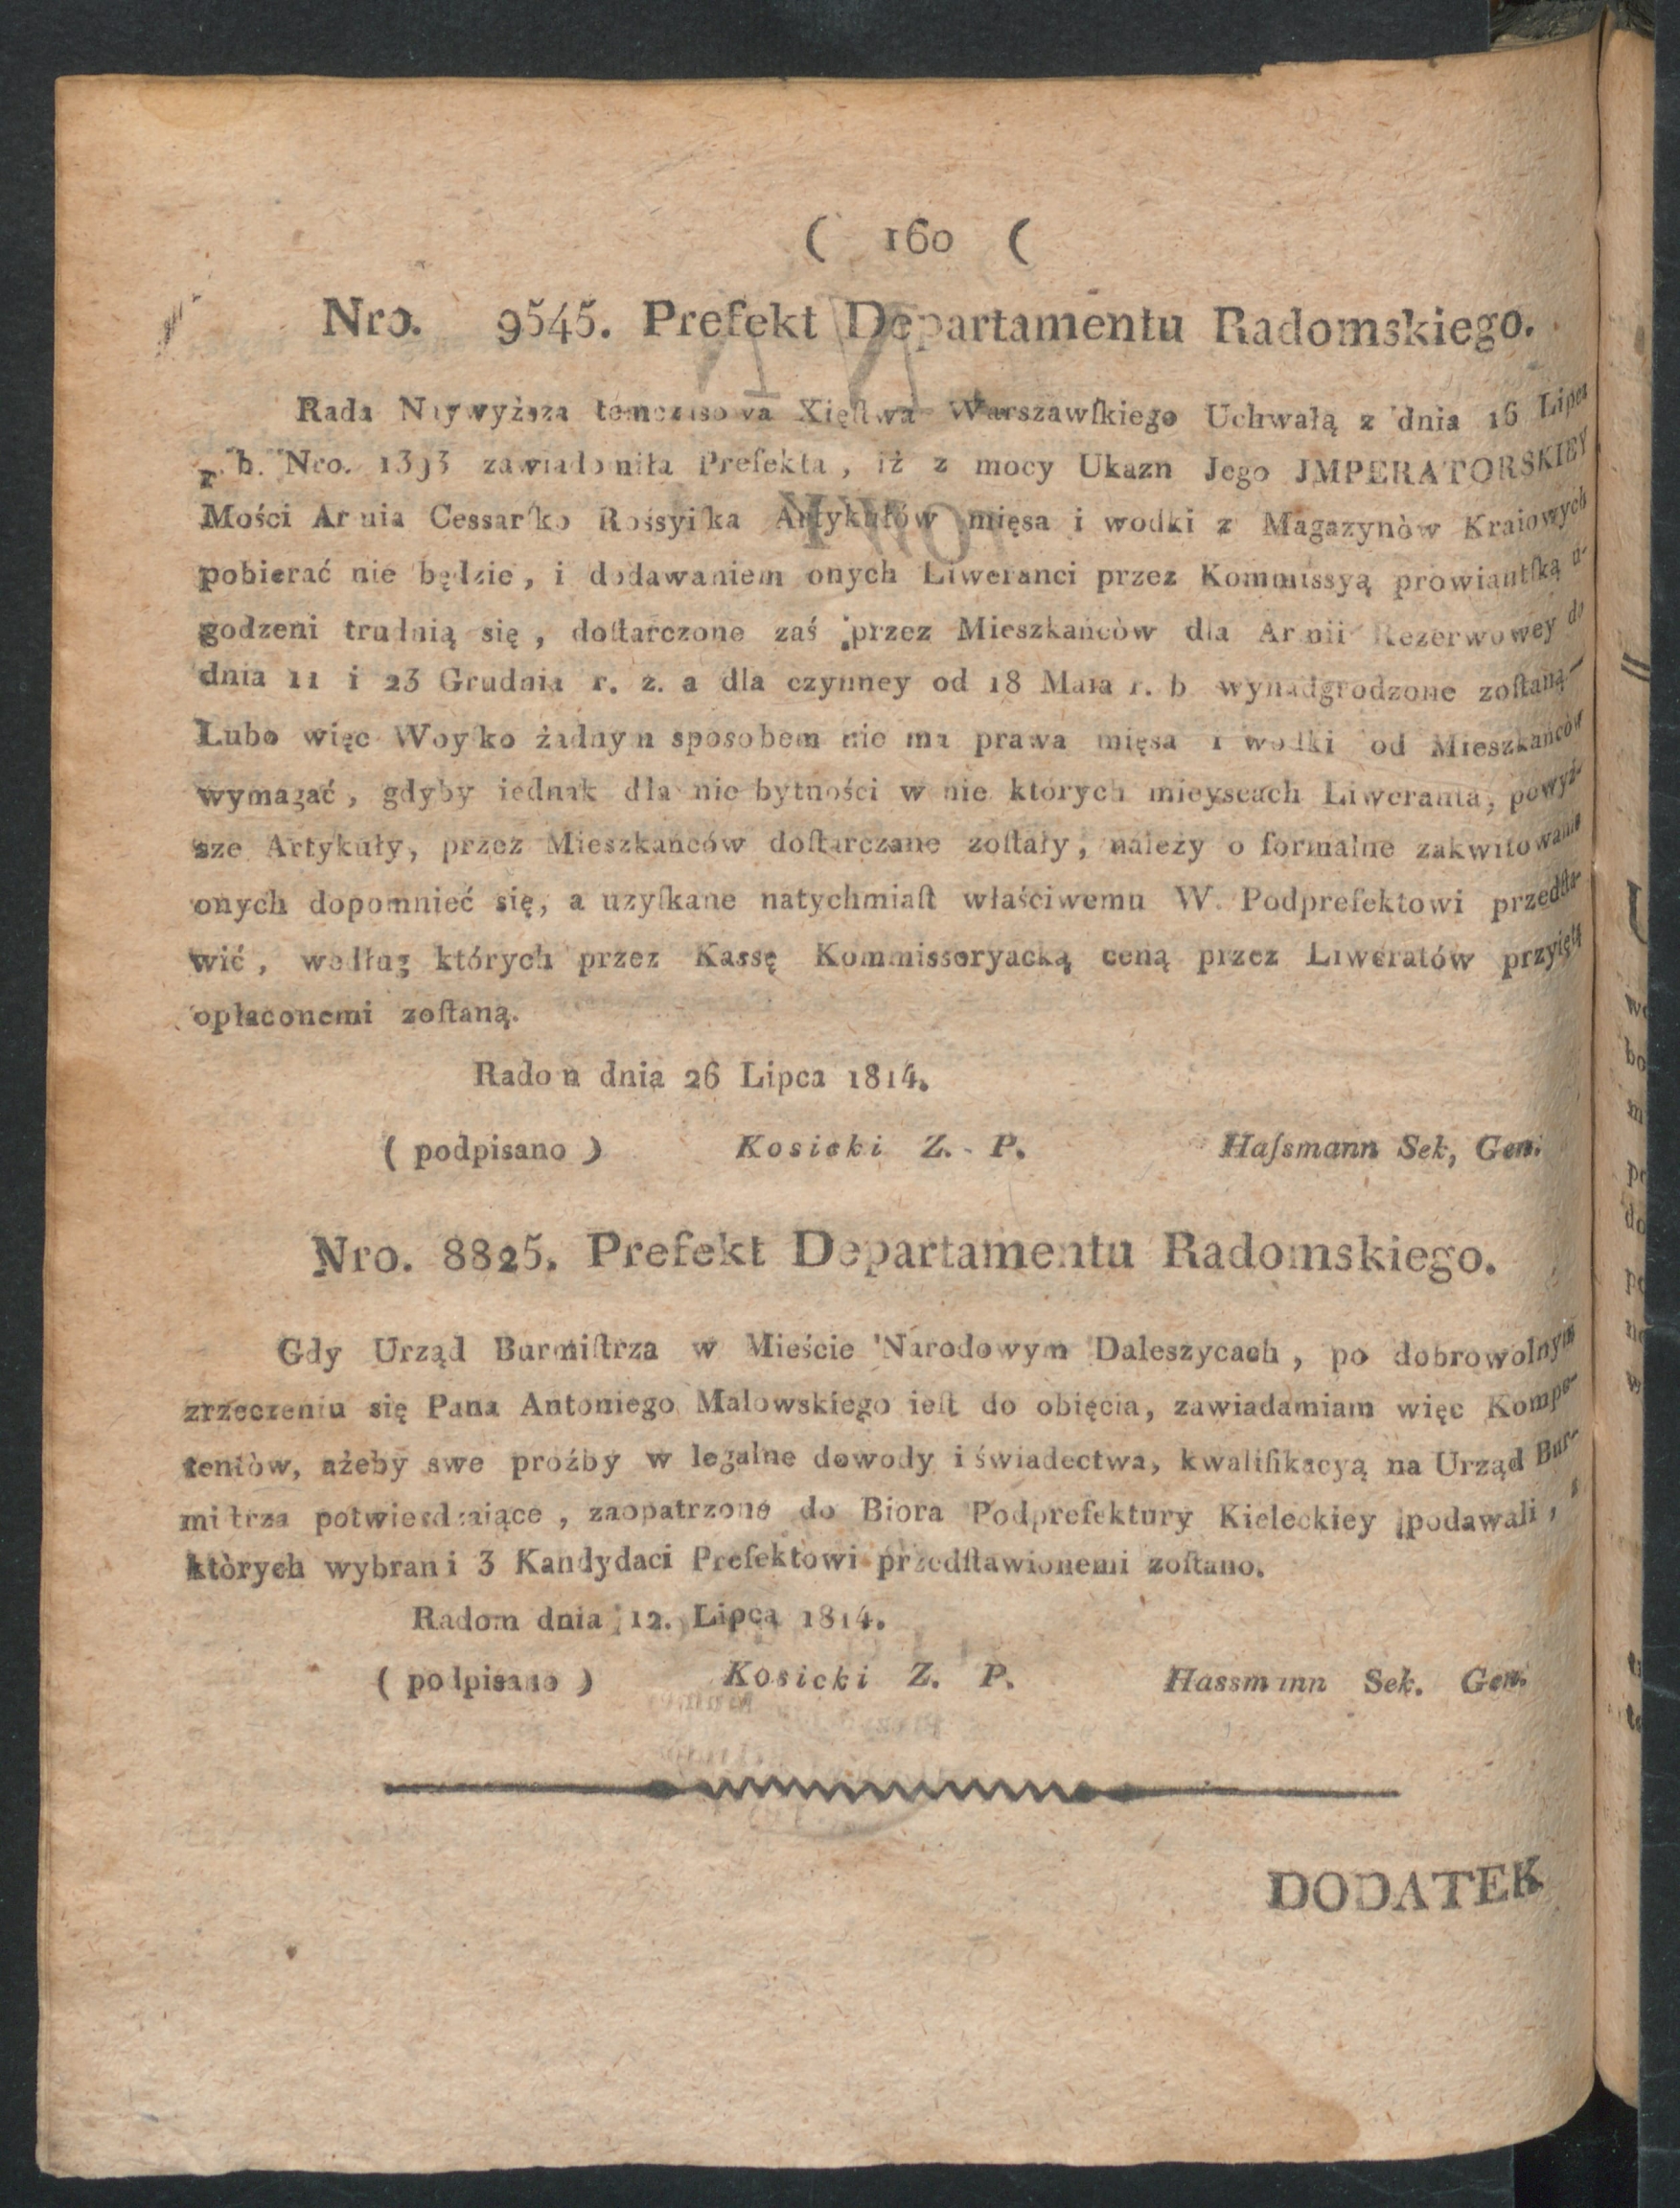 ( 160 (
Nro. 9545. Prefekt Departamentu Radomskiego.
Rada Naywyższa tomczasowa Xięſtwa Warszawſkiego Uchwałą z dnia 16 Lipca
r b. Nro. 1393 zawiadomiła Prefekta, iż z mocy Ukazn Jego JMPERATORSKIEY
Mości Armia Cessarſko Rossyiſka Artykułów mięsa i wodki z Magazynòw Kraiowych
pobierać nie będzie, i dodawaniem onych Liweranci przez Kommissyą prowiantſką u-
godzeni trudnią się, doſtarczone zaś przez Mieszkańcòw dla Armii Rezerwowey do
dnia 11 i 23 Grudnia r. z. a dla czynney od 18 Maia r. b wynadgrodzone zoſtaną—
Lubo więc Woyſko żadnym sposobem nie ma prawa mięsa i wodki od Mieszkańców
wymagać, gdyby iednak dla nie bytności w nie których mieyscach Liweranta, powyż-
sze Artykuły, przez Mieszkańców doſtarczane zoſtały, należy o formalne zakwitowanie
onych dopomnieć się, a uzyſkane natychmiaſt właściwemu W. Podprefektowi przedſta-
wić, według których przez Kassę Kommissoryacką ceną przez Liweratów przyiętą
opłaconemi zoſtaną.
Radom dnia 26 Lipca 1814.
( podpisano ) Kosicki Z. P. Haſsmann Sek, Gen.
Nro. 8825. Prefekt Departamentu Radomskiego.
Gdy Urząd Burmiſtrza w Mieście Narodowym Daleszycach, po dobrowolnym
zrzeczeniu się Pana Antoniego Malowskiego ieſt do obięcia, zawiadamiam więc Kompe-
tentòw, ażeby swe proźby w legalne dowody i świadectwa, kwalifikacyą na Urząd Bur-
miſtrza potwierdzaiące, zaopatrzone do Biora Podprefektury Kieleckiey podawali,
których wybrani 3 Kandydaci Prefektowi przedſtawionemi zoſtano.
Radom dnia 12. Lipca 1814.
( podpisano ) Kosicki Z. P. Hassmann Sek. Gen.
DODATEK